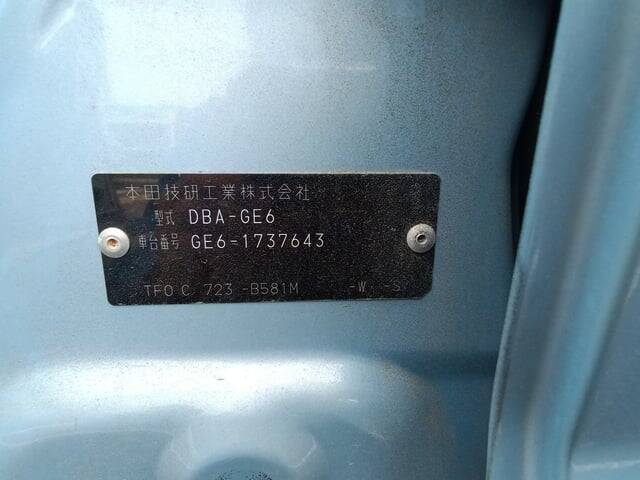 本田技研工業株式会社
型式 DBA-GE6
車台番号 GE6-1737643
TF0 C 723 -B581M -W -S